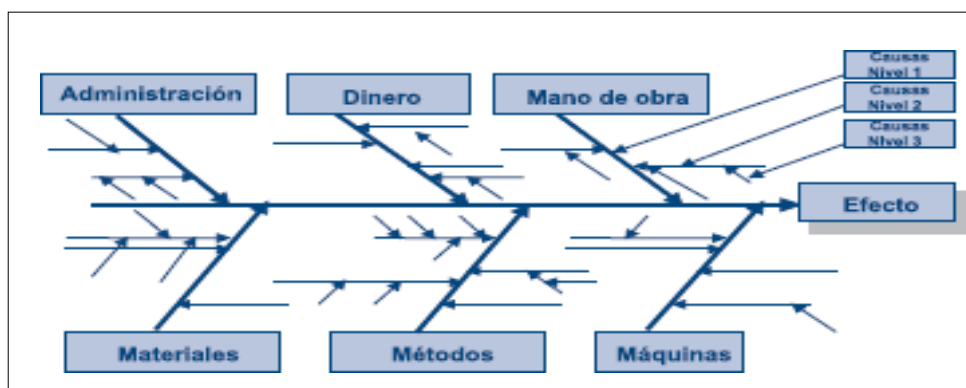 Administración
Dinero
Mano de obra
Causas
Nivel 1
Causas
Nivel 2
Causas
Nivel 3
Efecto
Materiales
Métodos
Máquinas